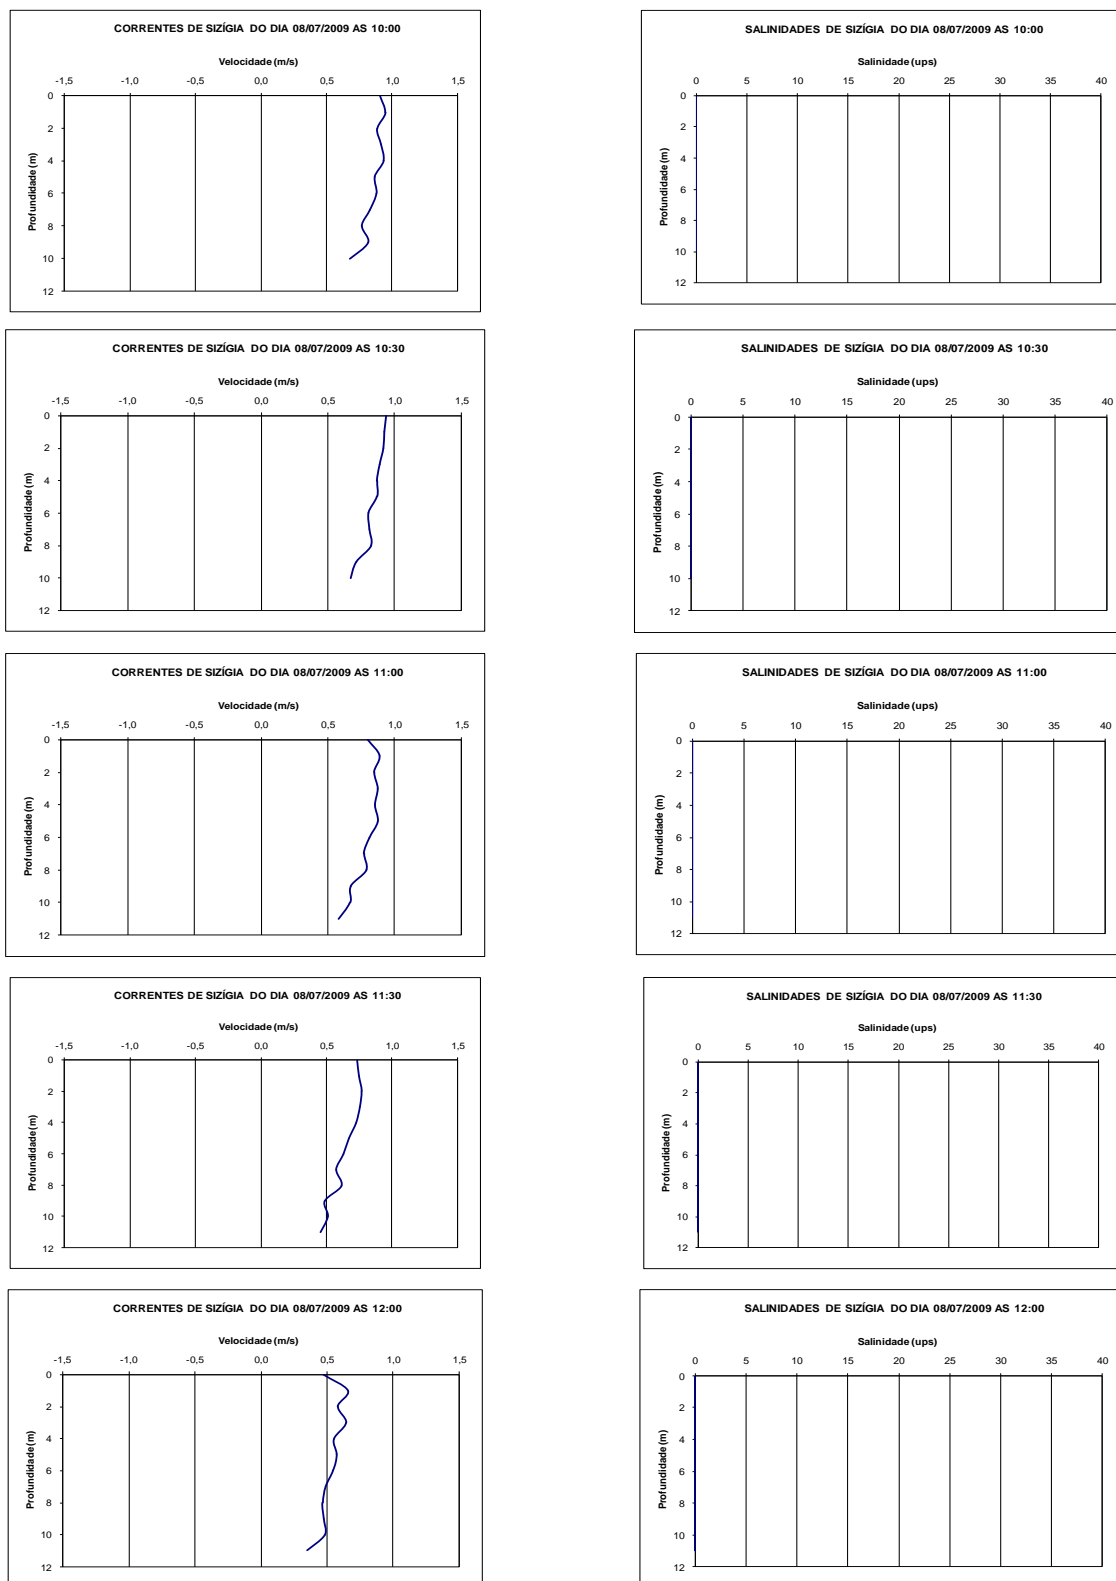 CORRENTES DE SIZÍGIA DO DIA 08/07/2009 AS 10:00
Velocidade (m/s)
-1,5 -1,0 -0,5 0,0 0,5 1,0 1,5
0
2
4
6
8
10
12
Profundidade (m)
SALINIDADES DE SIZÍGIA DO DIA 08/07/2009 AS 10:00
Salinidade (ups)
0 5 10 15 20 25 30 35 40
0
2
4
6
8
10
12
Profundidade (m)
CORRENTES DE SIZÍGIA DO DIA 08/07/2009 AS 10:30
Velocidade (m/s)
-1,5 -1,0 -0,5 0,0 0,5 1,0 1,5
0
2
4
6
8
10
12
Profundidade (m)
SALINIDADES DE SIZÍGIA DO DIA 08/07/2009 AS 10:30
Salinidade (ups)
0 5 10 15 20 25 30 35 40
0
2
4
6
8
10
12
Profundidade (m)
CORRENTES DE SIZÍGIA DO DIA 08/07/2009 AS 11:00
Velocidade (m/s)
-1,5 -1,0 -0,5 0,0 0,5 1,0 1,5
0
2
4
6
8
10
12
Profundidade (m)
SALINIDADES DE SIZÍGIA DO DIA 08/07/2009 AS 11:00
Salinidade (ups)
0 5 10 15 20 25 30 35 40
0
2
4
6
8
10
12
Profundidade (m)
CORRENTES DE SIZÍGIA DO DIA 08/07/2009 AS 11:30
Velocidade (m/s)
-1,5 -1,0 -0,5 0,0 0,5 1,0 1,5
0
2
4
6
8
10
12
Profundidade (m)
SALINIDADES DE SIZÍGIA DO DIA 08/07/2009 AS 11:30
Salinidade (ups)
0 5 10 15 20 25 30 35 40
0
2
4
6
8
10
12
Profundidade (m)
CORRENTES DE SIZÍGIA DO DIA 08/07/2009 AS 12:00
Velocidade (m/s)
-1,5 -1,0 -0,5 0,0 0,5 1,0 1,5
0
2
4
6
8
10
12
Profundidade (m)
SALINIDADES DE SIZÍGIA DO DIA 08/07/2009 AS 12:00
Salinidade (ups)
0 5 10 15 20 25 30 35 40
0
2
4
6
8
10
12
Profundidade (m)